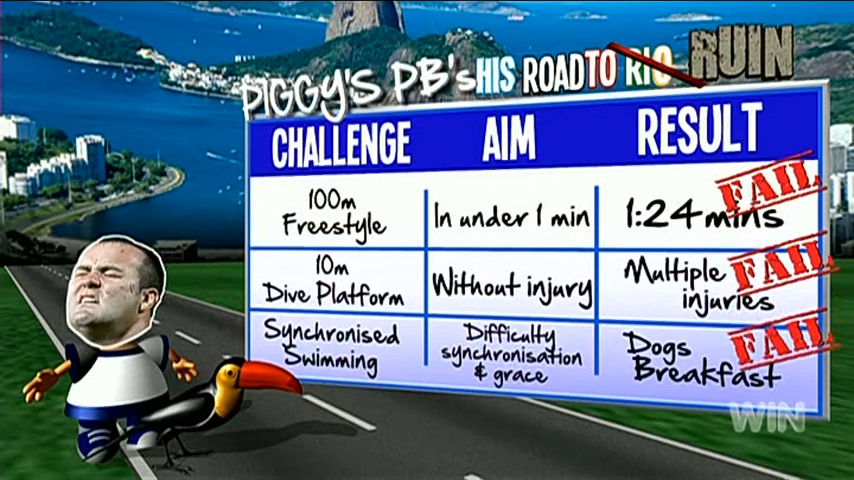 PIGGY'S PB's HIS ROAD TO RIO RUIN
CHALLENGE AIM RESULT
100m
Freestyle
In under 1 min
1:24 mins
FAIL
10m
Dive Platform
Without injury
Multiple
injuries
FAIL
Synchronised
Swimming
Difficulty
synchronisation
& grace
Dogs
Breakfast
FAIL
WIN